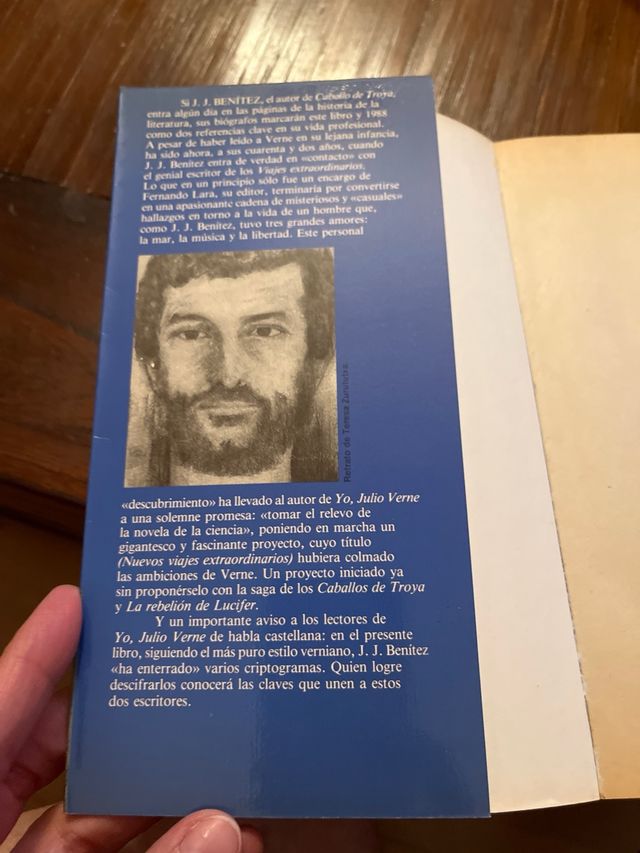 Si J. J. BENÍTEZ, el autor de Caballo de Troya,
entra algún día en las páginas de la historia de la
literatura, sus biógrafos marcarán este libro y 1988
como dos referencias clave en su vida profesional.
A pesar de haber leído a Verne en su lejana infancia,
ha sido ahora, a sus cuarenta y dos años, cuando
J. J. Benítez entra de verdad en «contacto» con
el genial escritor de los Viajes extraordinarios.
Lo que en un principio sólo fue un encargo de
Fernando Lara, su editor, terminaría por convertirse
en una apasionante cadena de misteriosos y «casuales»
hallazgos en torno a la vida de un hombre que,
como J. J. Benítez, tuvo tres grandes amores:
la mar, la música y la libertad. Este personal
Retrato de Teresa
«descubrimiento» ha llevado al autor de Yo, Julio Verne
a una solemne promesa: «tomar el relevo de
la novela de la ciencia», poniendo en marcha un
gigantesco y fascinante proyecto, cuyo título
(Nuevos viajes extraordinarios) hubiera colmado
las ambiciones de Verne. Un proyecto iniciado ya
sin proponérselo con la saga de los Caballos de Troya
y La rebelión de Lucifer.
Y un importante aviso a los lectores de
Yo, Julio Verne de habla castellana: en el presente
libro, siguiendo el más puro estilo verniano, J. J. Benítez
«ha enterrado» varios criptogramas. Quien logre
descifrarlos conocerá las claves que unen a estos
dos escritores.